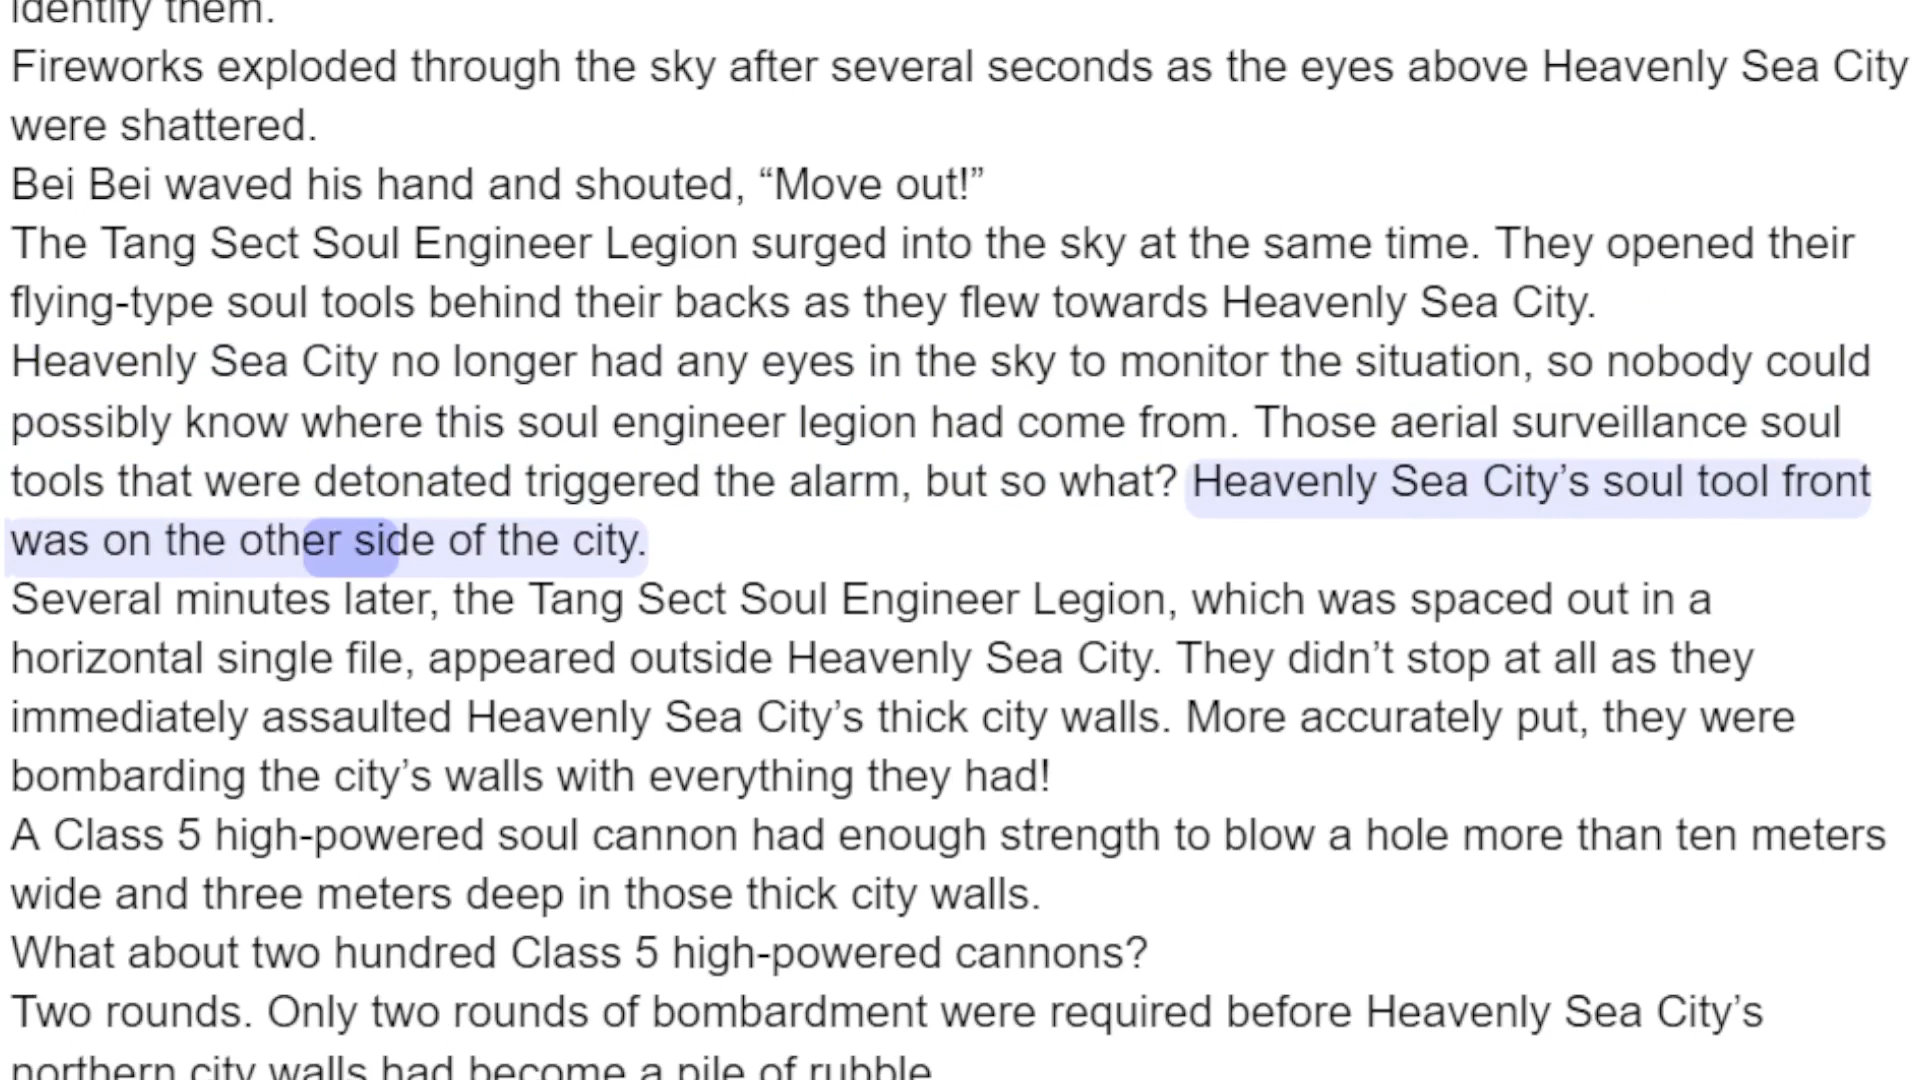 identify them.
Fireworks exploded through the sky after several seconds as the eyes above Heavenly Sea City
were shattered.
Bei Bei waved his hand and shouted, “Move out!”
The Tang Sect Soul Engineer Legion surged into the sky at the same time. They opened their
flying-type soul tools behind their backs as they flew towards Heavenly Sea City.
Heavenly Sea City no longer had any eyes in the sky to monitor the situation, so nobody could
possibly know where this soul engineer legion had come from. Those aerial surveillance soul
tools that were detonated triggered the alarm, but so what? Heavenly Sea City’s soul tool front
was on the other side of the city.
Several minutes later, the Tang Sect Soul Engineer Legion, which was spaced out in a
horizontal single file, appeared outside Heavenly Sea City. They didn’t stop at all as they
immediately assaulted Heavenly Sea City’s thick city walls. More accurately put, they were
bombarding the city’s walls with everything they had!
A Class 5 high-powered soul cannon had enough strength to blow a hole more than ten meters
wide and three meters deep in those thick city walls.
What about two hundred Class 5 high-powered cannons?
Two rounds. Only two rounds of bombardment were required before Heavenly Sea City’s
northern city walls had become a pile of rubble